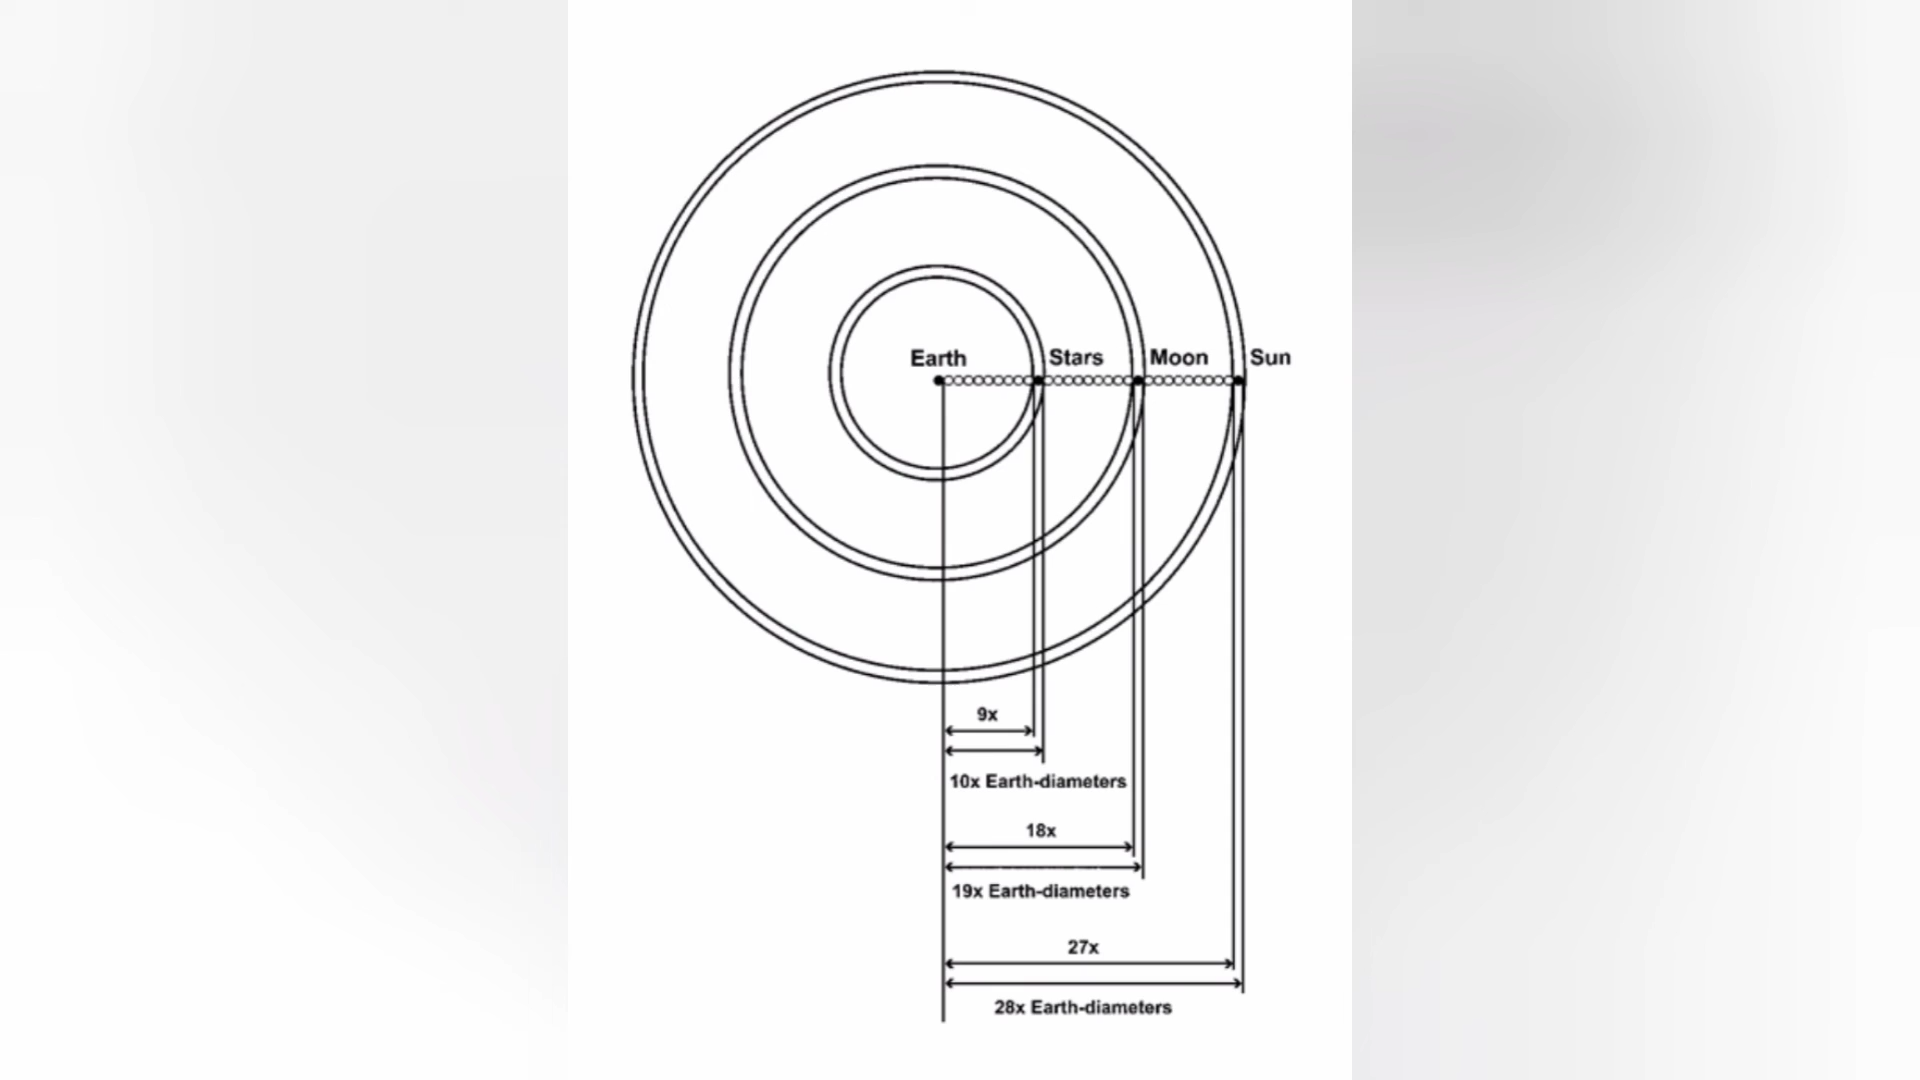 Earth Stars Moon Sun
9x
10x Earth-diameters
18x
19x Earth-diameters
27x
28x Earth-diameters